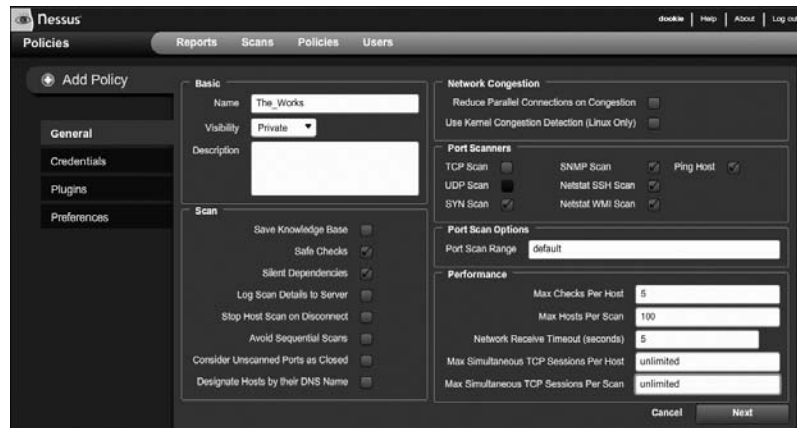 Nessus
dookie | Help | About | Log out
Policies
Reports Scans Policies Users
Add Policy
General
Credentials
Plugins
Preferences
Basic
Name The_Works
Visibility Private
Description
Scan
Save Knowledge Base
Safe Checks
Silent Dependencies
Log Scan Details to Server
Stop Host Scan on Disconnect
Avoid Sequential Scans
Consider Unscanned Ports as Closed
Designate Hosts by their DNS Name
Network Congestion
Reduce Parallel Connections on Congestion
Use Kernel Congestion Detection (Linux Only)
Port Scanners
TCP Scan SNMP Scan Ping Host
UDP Scan Netstat SSH Scan
SYN Scan Netstat WMI Scan
Port Scan Options
Port Scan Range default
Performance
Max Checks Per Host 5
Max Hosts Per Scan 100
Network Receive Timeout (seconds) 5
Max Simultaneous TCP Sessions Per Host unlimited
Max Simultaneous TCP Sessions Per Scan unlimited
Cancel Next